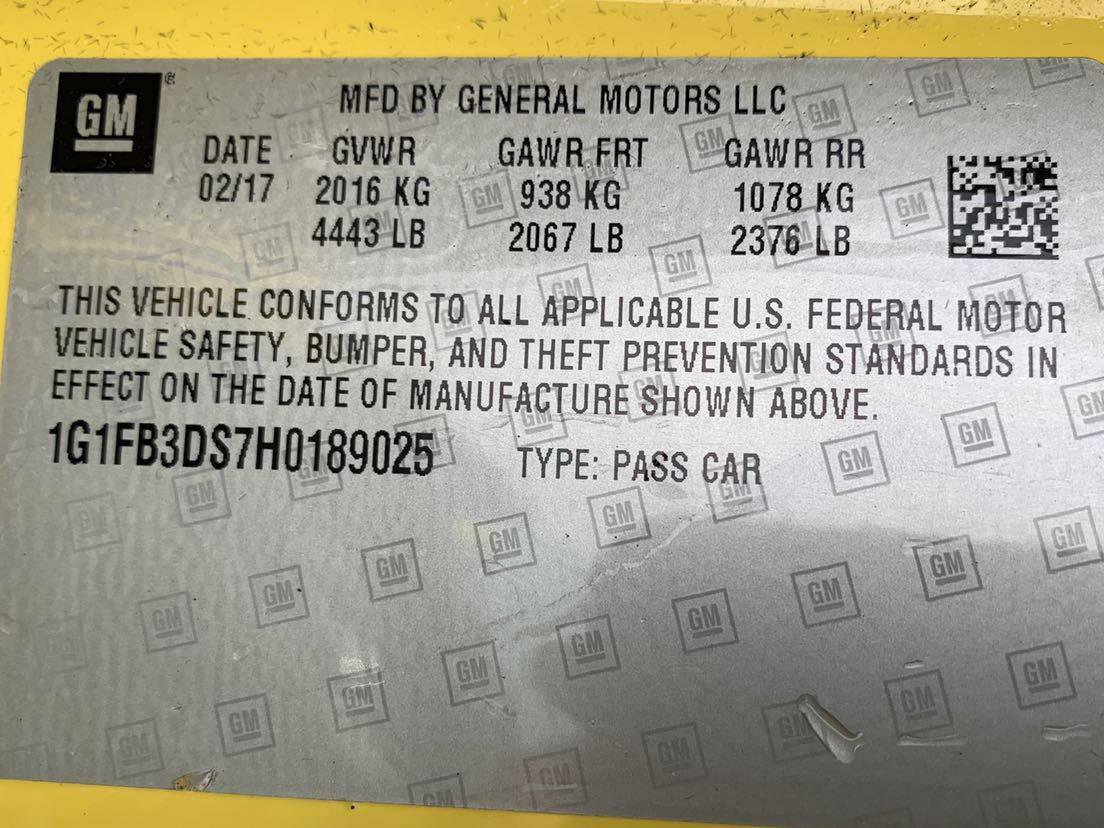 GM ®
MFD BY GENERAL MOTORS LLC
DATE GVWR GAWR FRT GAWR RR
02/17 2016 KG 938 KG 1078 KG
4443 LB 2067 LB 2376 LB
THIS VEHICLE CONFORMS TO ALL APPLICABLE U.S. FEDERAL MOTOR
VEHICLE SAFETY, BUMPER, AND THEFT PREVENTION STANDARDS IN
EFFECT ON THE DATE OF MANUFACTURE SHOWN ABOVE.
1G1FB3DS7H0189025 TYPE: PASS CAR